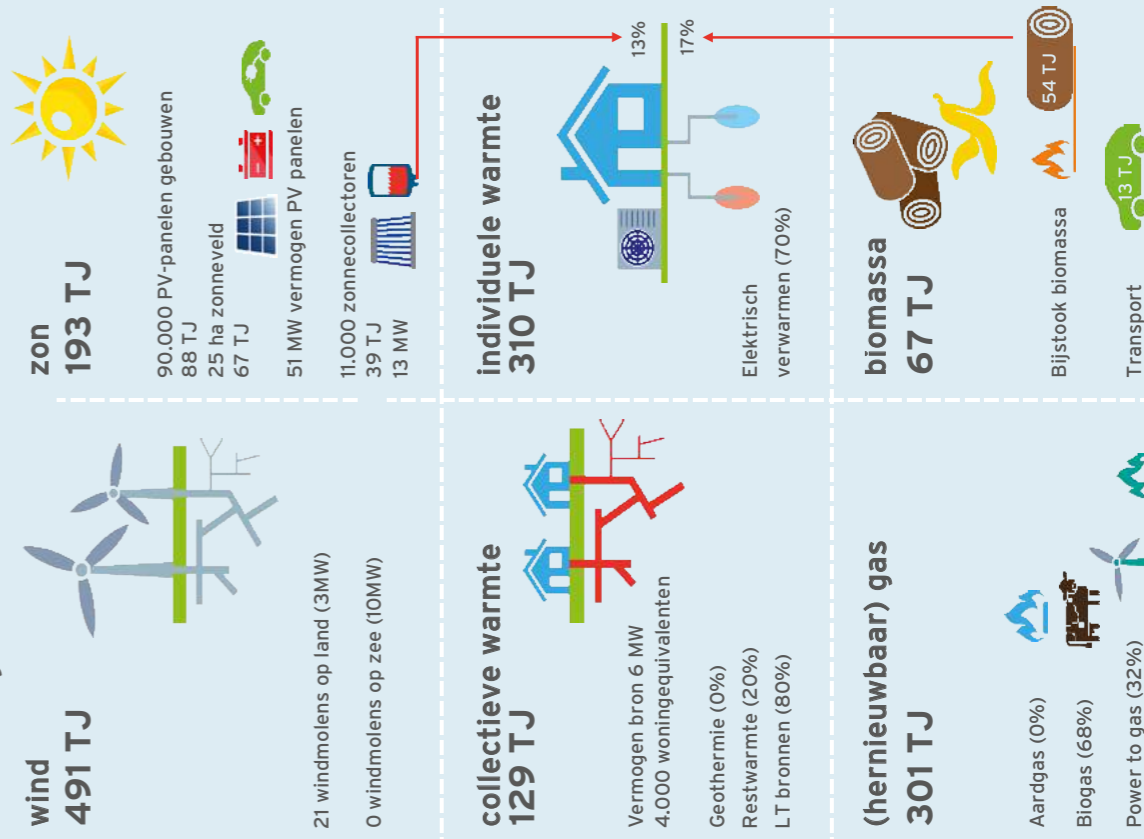 wind
491 TJ
21 windmolens op land (3MW)
0 windmolens op zee (10MW)
zon
193 TJ
90.000 PV-panelen gebouwen
88 TJ
25 ha zonneveld
67 TJ
51 MW vermogen PV panelen
11.000 zonnecollectoren
39 TJ
13 MW
collectieve warmte
129 TJ
Vermogen bron 6 MW
4.000 woningequivalenten
Geothermie (0%)
Restwarmte (20%)
LT bronnen (80%)
individuele warmte
310 TJ
13%
17%
Elektrisch
verwarmen (70%)
(hernieuwbaar) gas
301 TJ
Aardgas (0%)
Biogas (68%)
Power to gas (32%)
biomassa
67 TJ
Bijstook biomassa
54 TJ
Transport
13 TJ